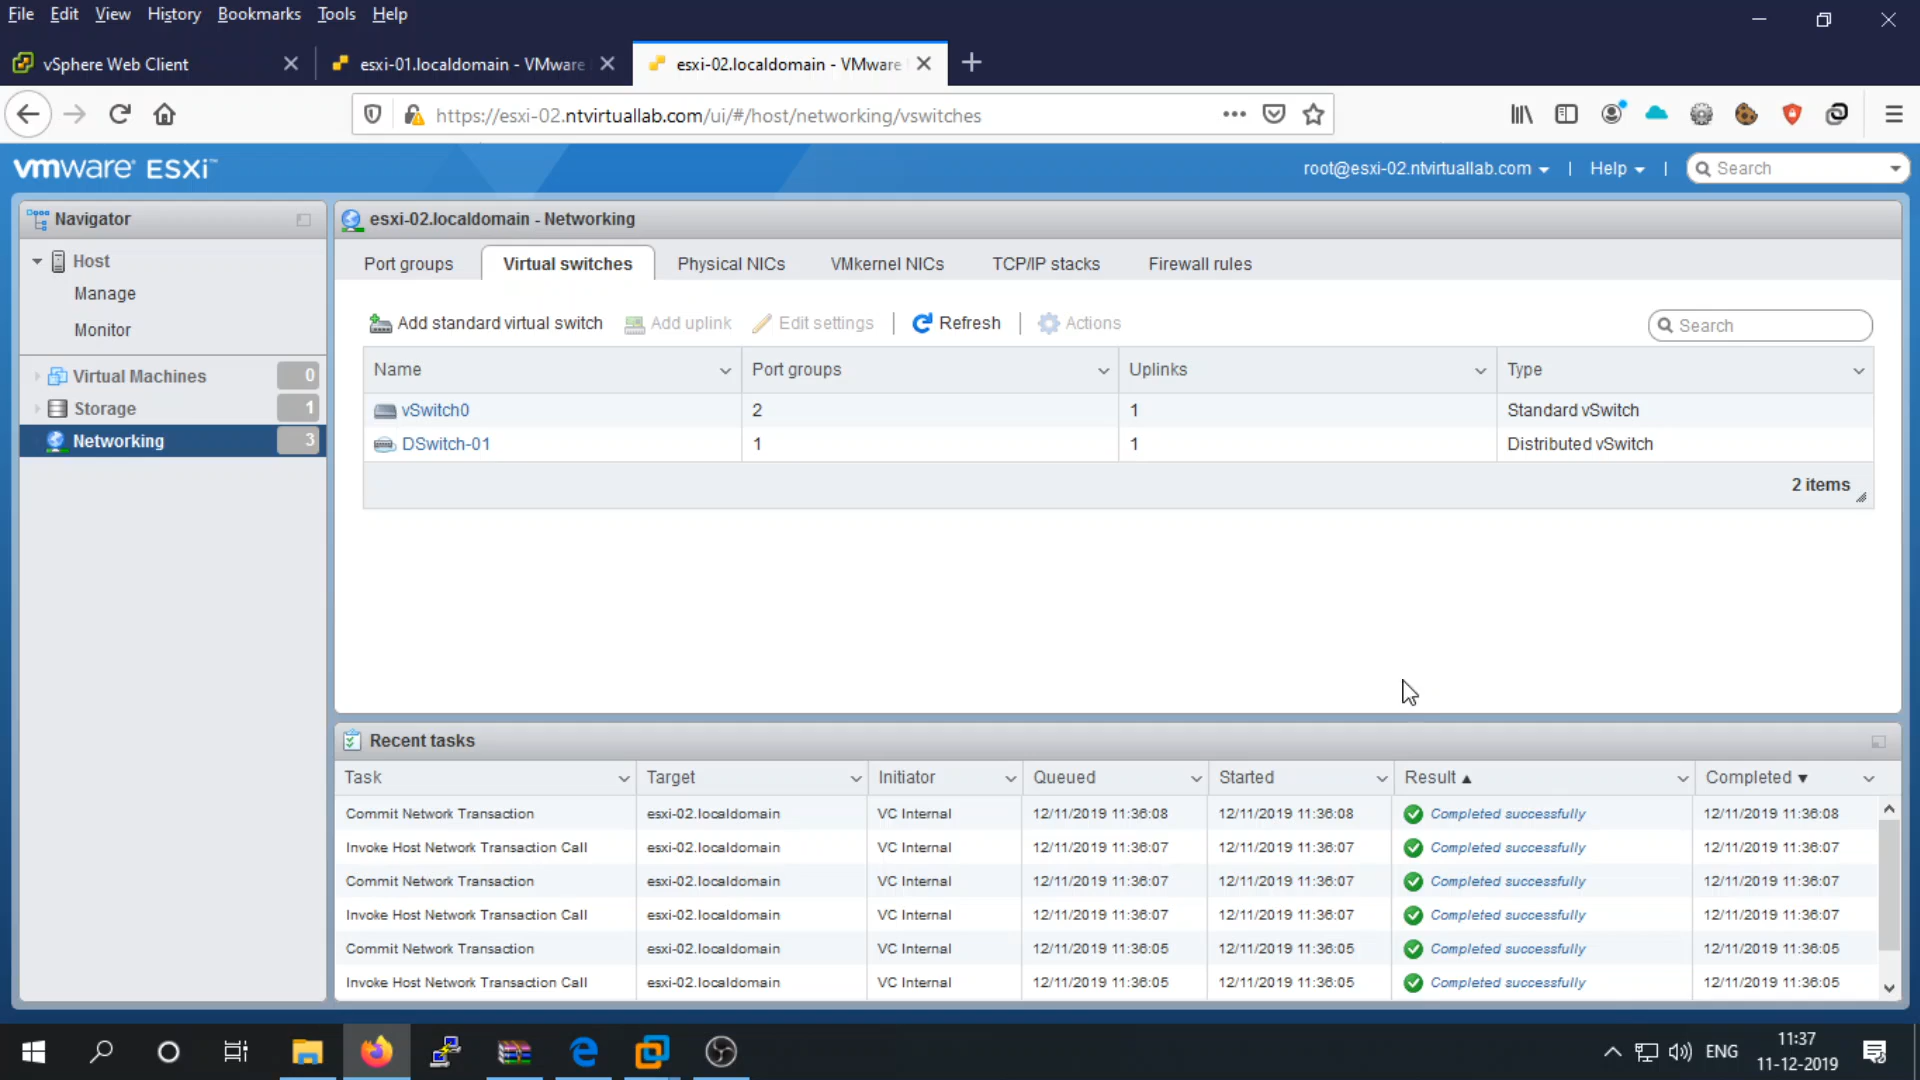 File Edit View History Bookmarks Tools Help
vSphere Web Client
esxi-01.localdomain - VMware
esxi-02.localdomain - VMware
https://esxi-02.ntvirtuallab.com/ui/#/host/networking/vswitches
vmware® ESXi™
root@esxi-02.ntvirtuallab.com | Help | Search
Navigator
Host
Manage
Monitor
Virtual Machines 0
Storage 1
Networking 3
esxi-02.localdomain - Networking
Port groups Virtual switches Physical NICs VMkernel NICs TCP/IP stacks Firewall rules
Add standard virtual switch Add uplink Edit settings | Refresh | Actions Search
Name Port groups Uplinks Type
vSwitch0 2 1 Standard vSwitch
DSwitch-01 1 1 Distributed vSwitch
2 items
Recent tasks
Task Target Initiator Queued Started Result ▲ Completed ▼
Commit Network Transaction esxi-02.localdomain VC Internal 12/11/2019 11:36:08 12/11/2019 11:36:08 Completed successfully 12/11/2019 11:36:08
Invoke Host Network Transaction Call esxi-02.localdomain VC Internal 12/11/2019 11:36:07 12/11/2019 11:36:07 Completed successfully 12/11/2019 11:36:07
Commit Network Transaction esxi-02.localdomain VC Internal 12/11/2019 11:36:07 12/11/2019 11:36:07 Completed successfully 12/11/2019 11:36:07
Invoke Host Network Transaction Call esxi-02.localdomain VC Internal 12/11/2019 11:36:07 12/11/2019 11:36:07 Completed successfully 12/11/2019 11:36:07
Commit Network Transaction esxi-02.localdomain VC Internal 12/11/2019 11:36:05 12/11/2019 11:36:05 Completed successfully 12/11/2019 11:36:05
Invoke Host Network Transaction Call esxi-02.localdomain VC Internal 12/11/2019 11:36:05 12/11/2019 11:36:05 Completed successfully 12/11/2019 11:36:05
ENG
11:37
11-12-2019